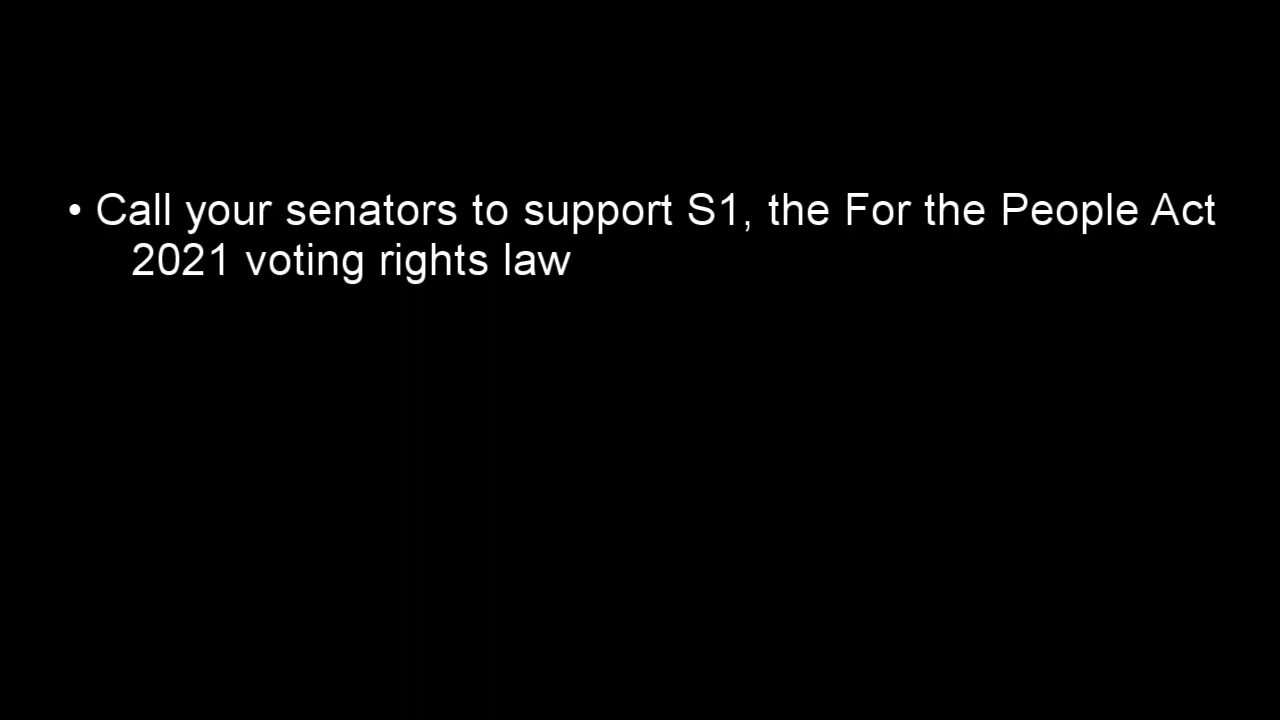 • Call your senators to support S1, the For the People Act
2021 voting rights law